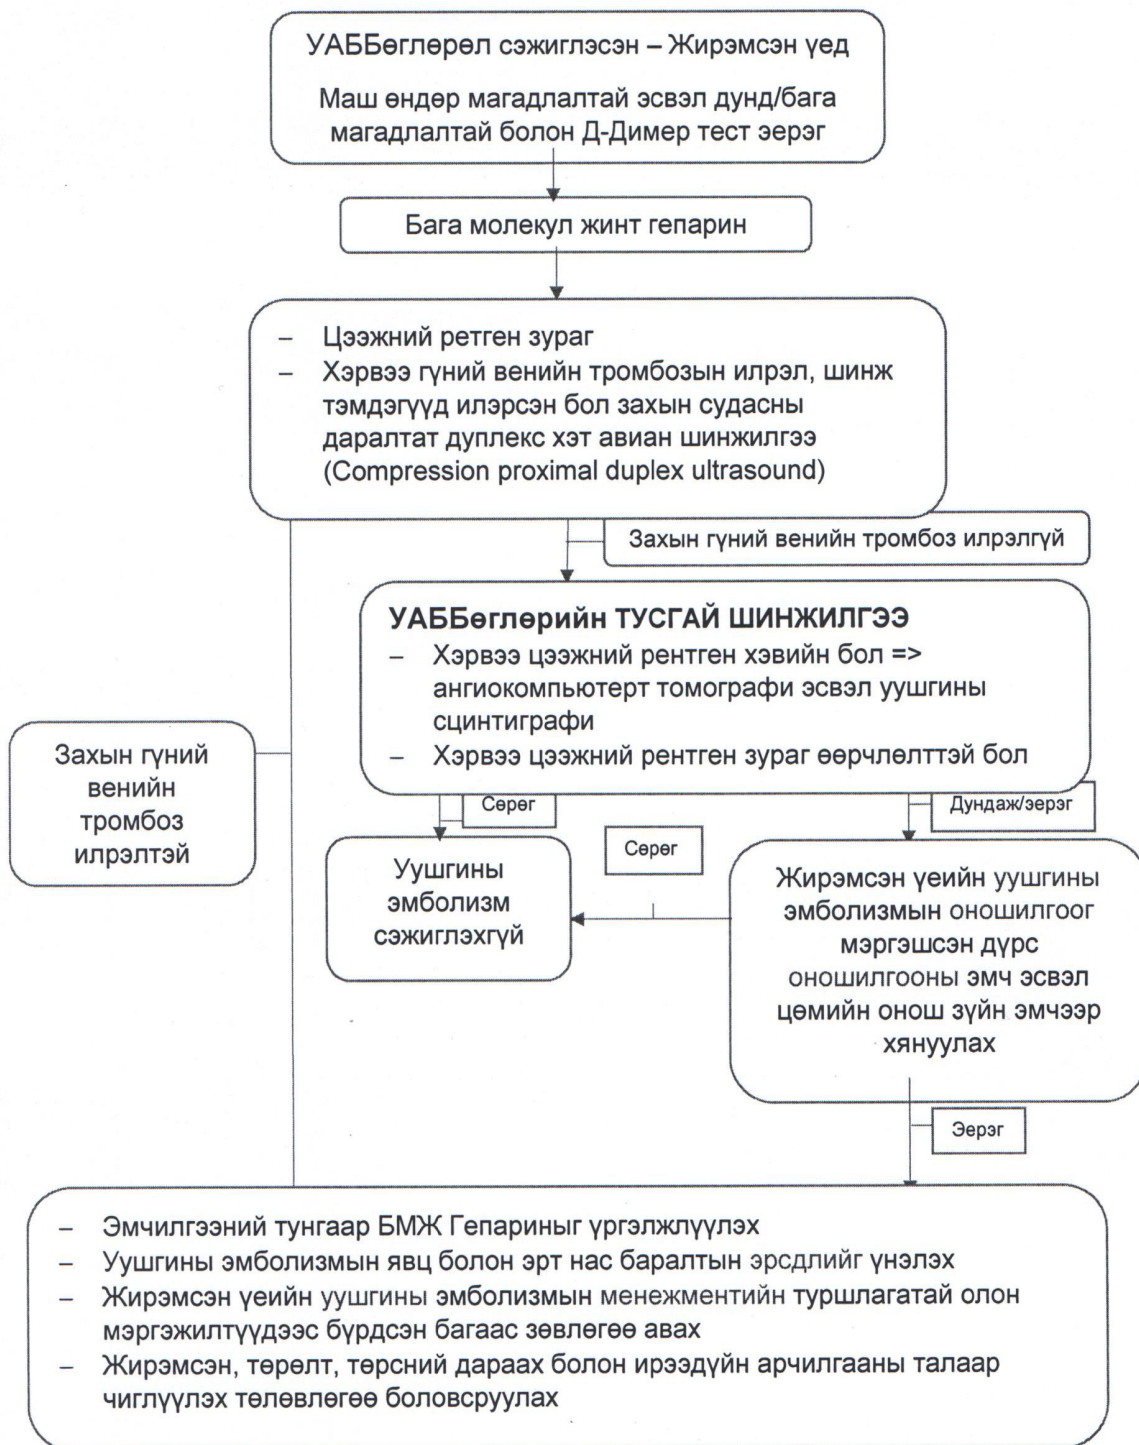 УАББөглөрөл сэжиглэсэн – Жирэмсэн үед
Маш өндөр магадлалтай эсвэл дунд/бага
магадлалтай болон Д-Димер тест эерэг
Бага молекул жинт гепарин
– Цээжний ретген зураг
– Хэрвээ гүний венийн тромбозын илрэл, шинж
тэмдэгүүд илэрсэн бол захын судасны
даралтат дуплекс хэт авиан шинжилгээ
(Compression proximal duplex ultrasound)
Захын гүний венийн тромбоз илрэлгүй
УАББөглөрийн ТУСГАЙ ШИНЖИЛГЭЭ
– Хэрвээ цээжний рентген хэвийн бол =>
ангиокомпьютерт томографи эсвэл уушгины
сцинтиграфи
– Хэрвээ цээжний рентген зураг өөрчлөлттэй бол
Захын гүний
венийн
тромбоз
илрэлтэй
Сөрөг
Дундаж/эерэг
Уушгины
эмболизм
сэжиглэхгүй
Сөрөг
Жирэмсэн үеийн уушгины
эмболизмын оношилгоог
мэргэшсэн дүрс
оношилгооны эмч эсвэл
цөмийн онош зүйн эмчээр
хянуулах
Эерэг
– Эмчилгээний тунгаар БМЖ Гепариныг үргэлжлүүлэх
– Уушгины эмболизмын явц болон эрт нас баралтын эрсдлийг үнэлэх
– Жирэмсэн үеийн уушгины эмболизмын менежментийн туршлагатай олон
мэргэжилтүүдээс бүрдсэн багаас зөвлөгөө авах
– Жирэмсэн, төрөлт, төрсний дараах болон ирээдүйн арчилгааны талаар
чиглүүлэх төлөвлөгөө боловсруулах